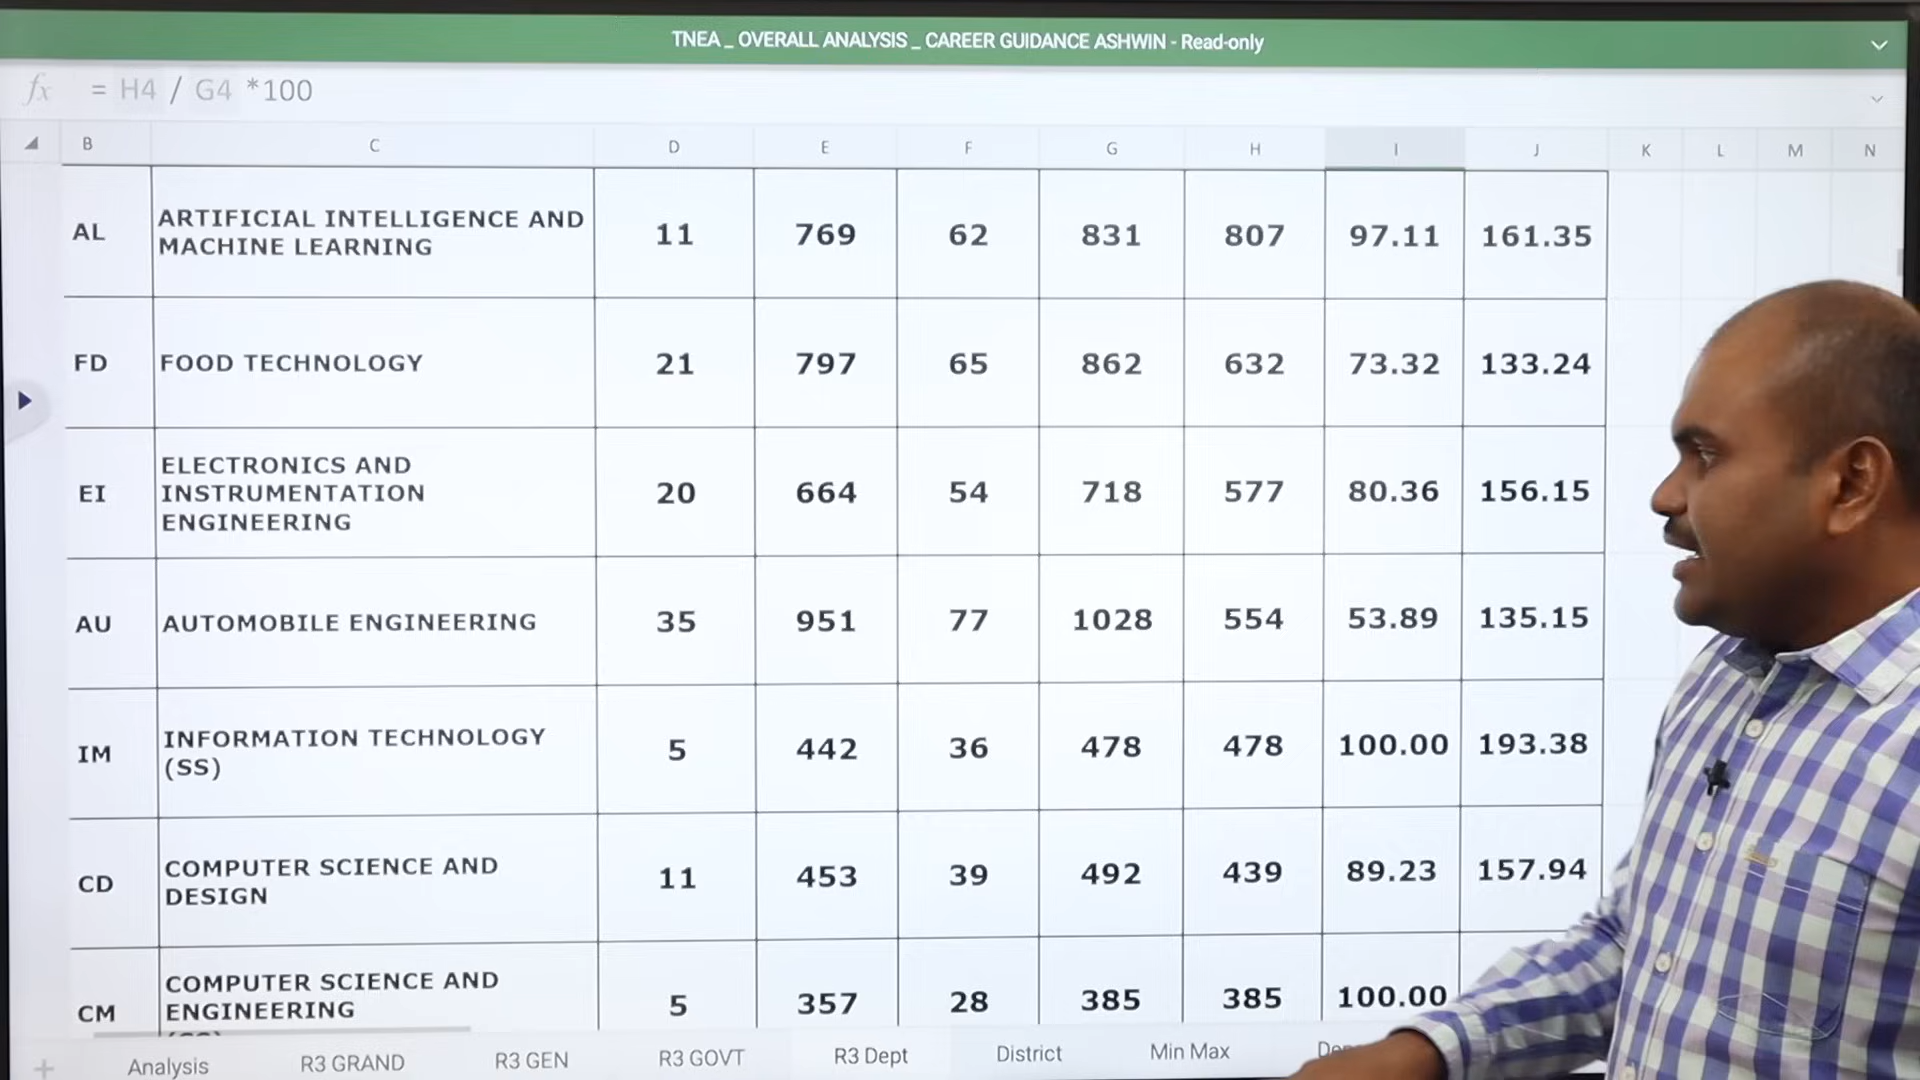 TNEA _ OVERALL ANALYSIS _ CAREER GUIDANCE ASHWIN - Read-only
fx = H4 / G4 *100
B C D E F G H I J K L M N
AL ARTIFICIAL INTELLIGENCE AND MACHINE LEARNING 11 769 62 831 807 97.11 161.35
FD FOOD TECHNOLOGY 21 797 65 862 632 73.32 133.24
EI ELECTRONICS AND INSTRUMENTATION ENGINEERING 20 664 54 718 577 80.36 156.15
AU AUTOMOBILE ENGINEERING 35 951 77 1028 554 53.89 135.15
IM INFORMATION TECHNOLOGY (SS) 5 442 36 478 478 100.00 193.38
CD COMPUTER SCIENCE AND DESIGN 11 453 39 492 439 89.23 157.94
CM COMPUTER SCIENCE AND ENGINEERING 5 357 28 385 385 100.00
+ Analysis R3 GRAND R3 GEN R3 GOVT R3 Dept District Min Max